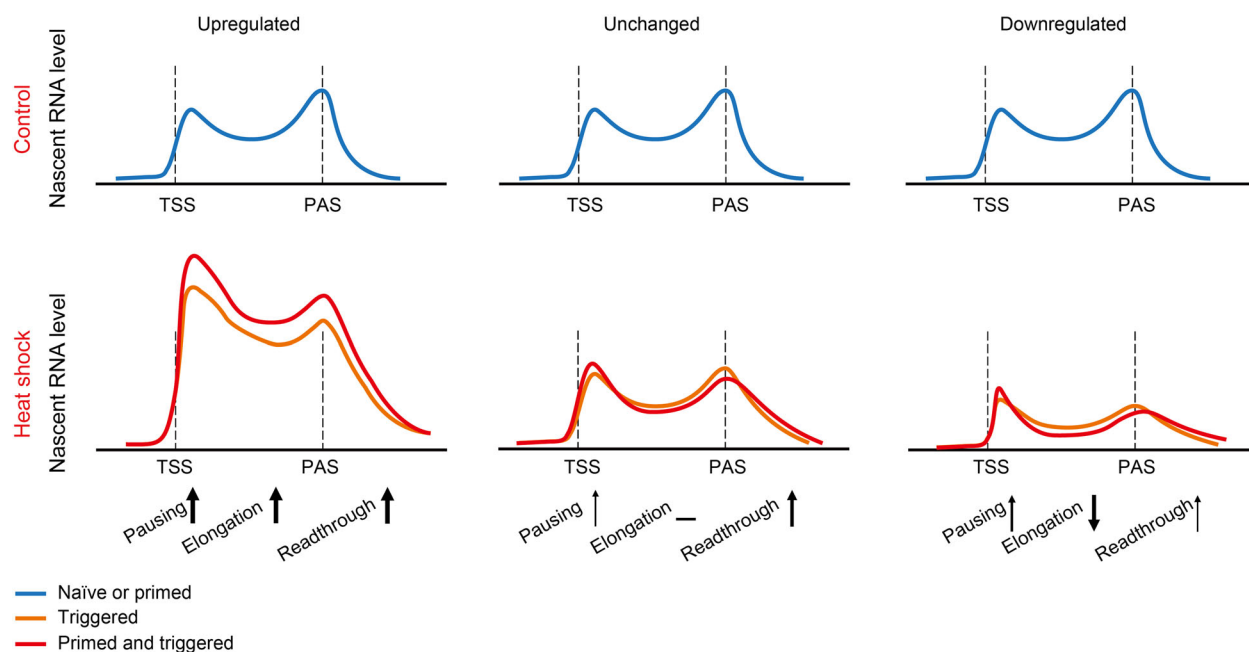 Upregulated
Unchanged
Downregulated
Control
Nascent RNA level
TSS
PAS
TSS
PAS
TSS
PAS
Heat shock
Nascent RNA level
TSS
PAS
TSS
PAS
TSS
PAS
Pausing
Elongation
Readthrough
Pausing
Elongation
Readthrough
Pausing
Elongation
Readthrough
Naïve or primed
Triggered
Primed and triggered